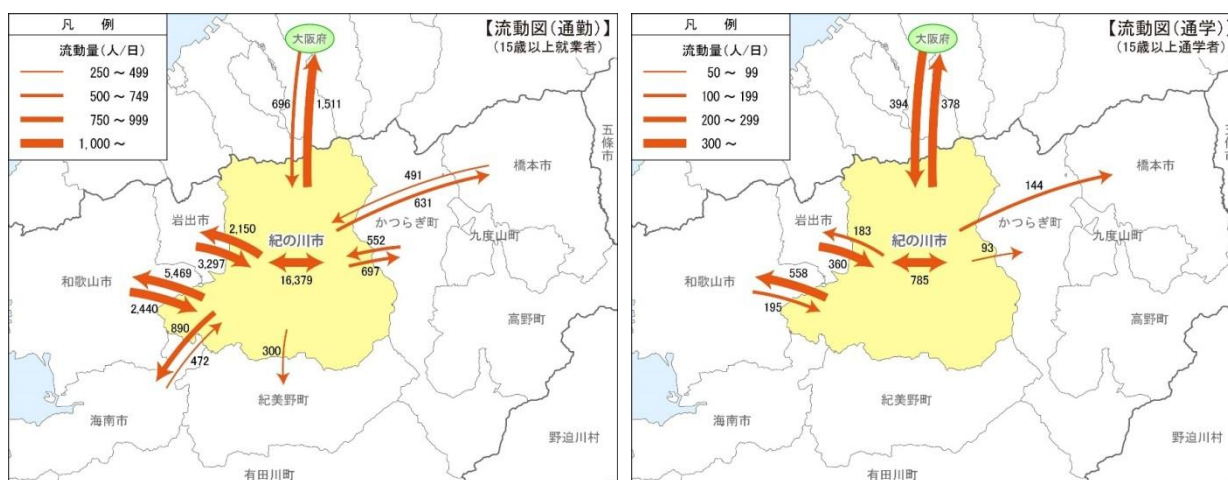 凡　例
流動量(人/日)
250～499
500～749
750～999
1,000～
【流動図(通勤)】
(15歳以上就業者)
大阪府
696
1,511
五條市
橋本市
491
631
かつらぎ町
九度山町
岩出市
2,150
紀の川市
552
3,297
697
16,379
和歌山市
5,469
2,440
890
472
300
高野町
紀美野町
海南市
野迫川村
有田川町
凡　例
流動量(人/日)
50～99
100～199
200～299
300～
【流動図(通学)】
(15歳以上通学者)
大阪府
394
378
五條市
橋本市
144
かつらぎ町
九度山町
岩出市
183
紀の川市
93
360
785
和歌山市
558
195
高野町
紀美野町
海南市
野迫川村
有田川町